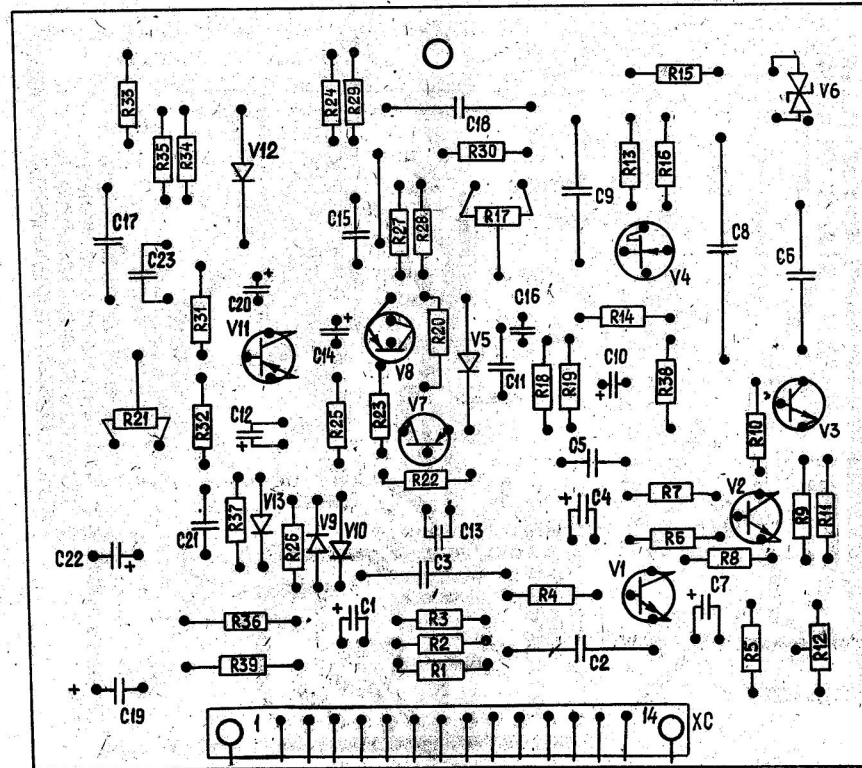 R15
V6
R33
R24
R29
C18
R35
R34
V12
R30
R13
R16
C17
C15
R27
R28
R17
C9
C8
C6
C23
V4
C20
+
R31
V11
C14
+
V8
R20
V5
C16
R14
C11
R18
R19
C10
+
R38
R21
R32
C12
+
R25
R23
V7
R10
V3
R22
C5
C21
R37
V13
R26
V9
V10
C13
+
C4
R7
R6
V2
R9
R11
C22
+
C3
R8
R36
+
C1
R3
R4
V1
+
C7
R2
R39
R1
C2
R5
R12
+
C19
1
14
XC